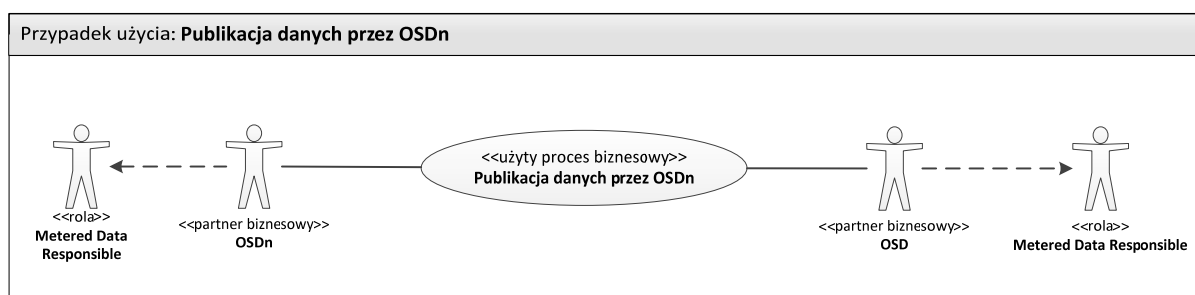 Przypadek użycia: Publikacja danych przez OSDn
<<użyty proces biznesowy>>
Publikacja danych przez OSDn
<<rola>>
Metered Data
Responsible
<<partner biznesowy>>
OSDn
<<partner biznesowy>>
OSD
<<rola>>
Metered Data Responsible